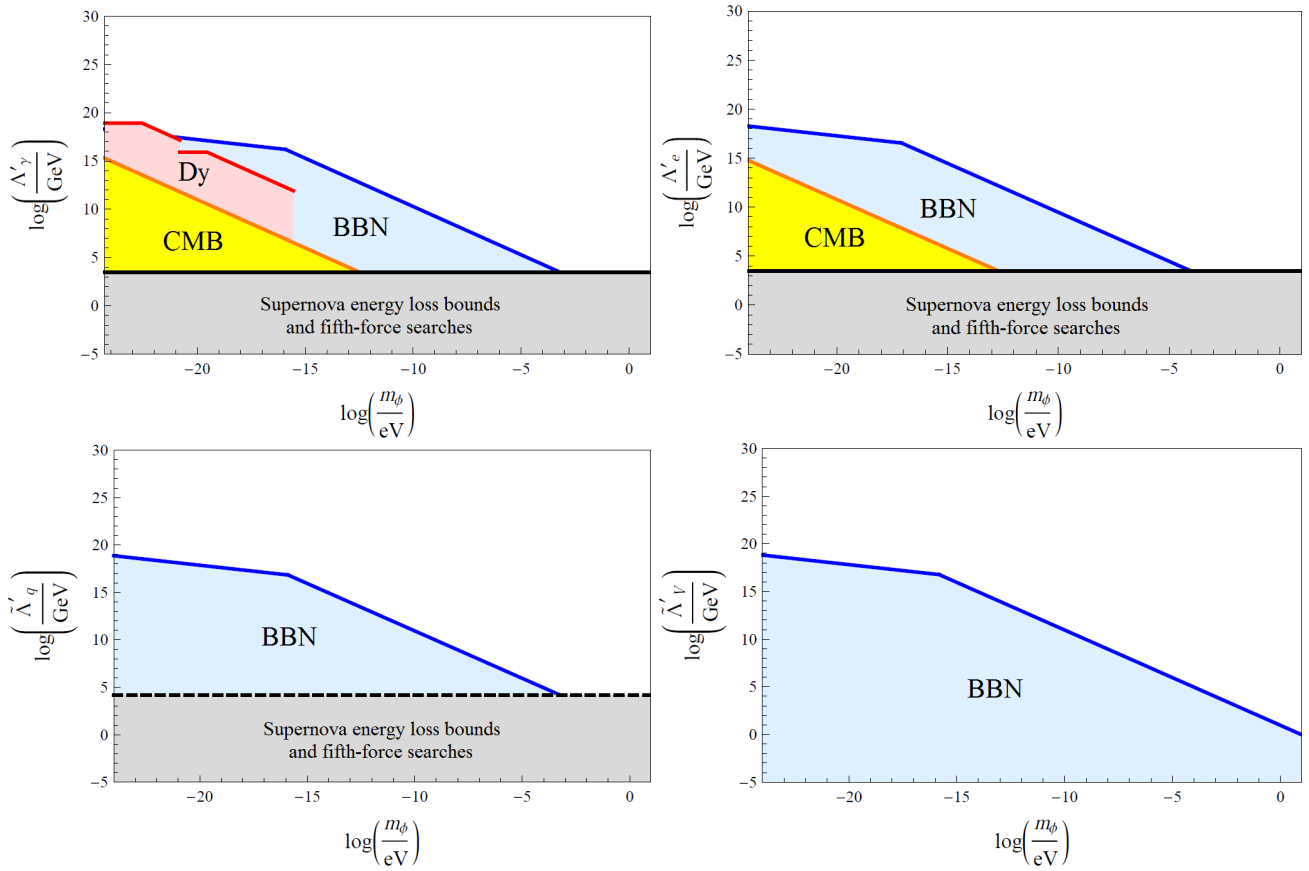 30
25
20
15
10
5
0
−5
log(Λ′γ/GeV)
Dy
CMB
BBN
Supernova energy loss bounds
and fifth-force searches
−20
−15
−10
−5
0
log(mϕ/eV)
30
25
20
15
10
5
0
−5
log(Λ′e/GeV)
BBN
CMB
Supernova energy loss bounds
and fifth-force searches
−20
−15
−10
−5
0
log(mϕ/eV)
30
25
20
15
10
5
0
−5
log(Λ̃′q/GeV)
BBN
Supernova energy loss bounds
and fifth-force searches
−20
−15
−10
−5
0
log(mϕ/eV)
30
25
20
15
10
5
0
−5
log(Λ̃′V/GeV)
BBN
−20
−15
−10
−5
0
log(mϕ/eV)